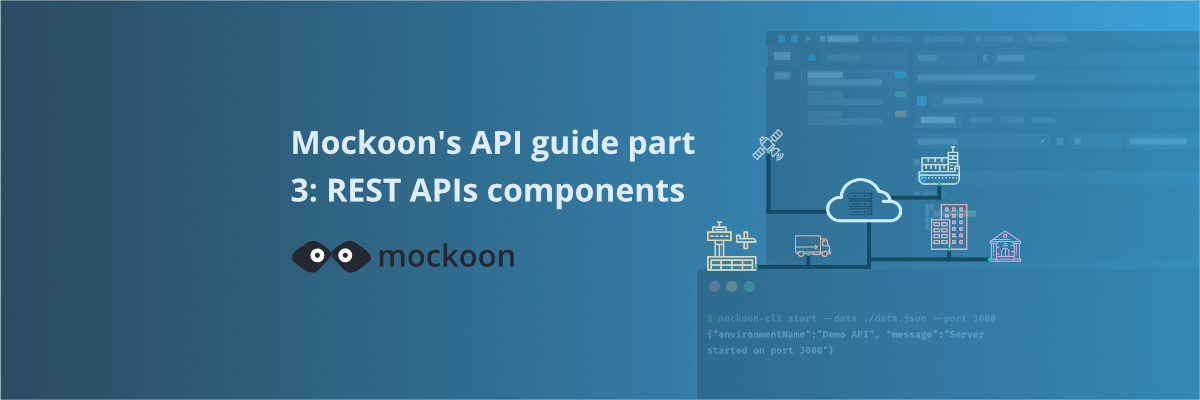 Mockoon's API guide part
3: REST APIs components
mockoon
$ mockoon-cli start --data ./data.json --port 3000
{"environmentName":"Demo API", "message":"Server
started on port 3000"}